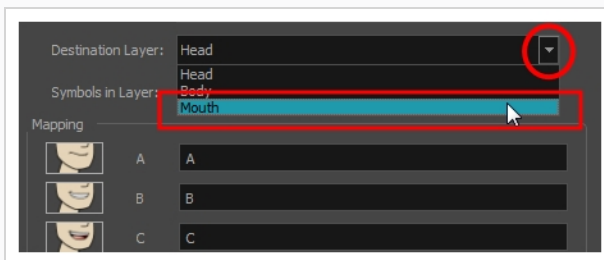 Destination Layer: Head
Head
Symbols in Layer: Body
Mouth
Mapping
A A
B B
C C